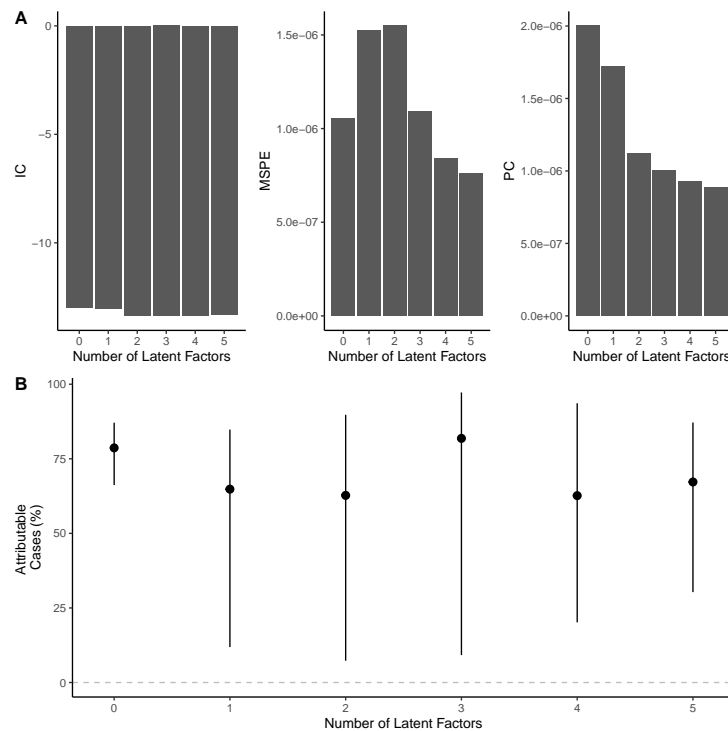 A
0
−5
−10
IC
0 1 2 3 4 5
Number of Latent Factors
1.5e−06
1.0e−06
5.0e−07
0.0e+00
MSPE
0 1 2 3 4 5
Number of Latent Factors
2.0e−06
1.5e−06
1.0e−06
5.0e−07
0.0e+00
PC
0 1 2 3 4 5
Number of Latent Factors
B
100
75
50
25
0
Attributable
Cases (%)
0 1 2 3 4 5
Number of Latent Factors